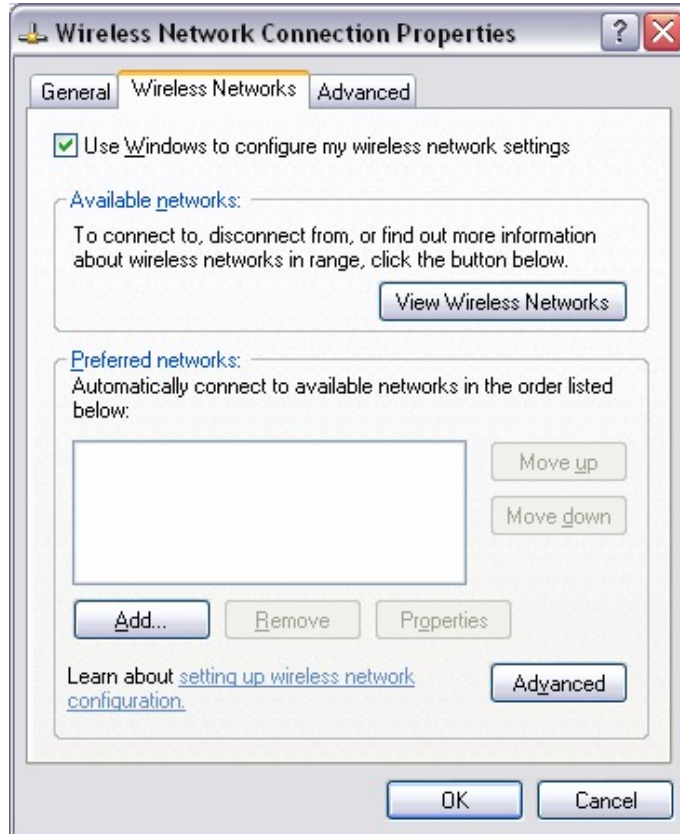 Wireless Network Connection Properties
General Wireless Networks Advanced
Use Windows to configure my wireless network settings
Available networks:
To connect to, disconnect from, or find out more information
about wireless networks in range, click the button below.
View Wireless Networks
Preferred networks:
Automatically connect to available networks in the order listed
below:
Move up
Move down
Add... Remove Properties
Learn about setting up wireless network
configuration.
Advanced
OK Cancel